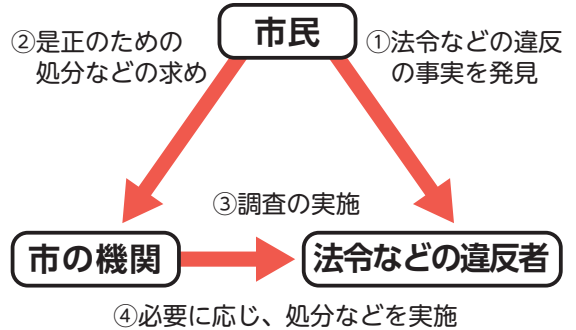 市民
②是正のための
処分などの求め
①法令などの違反
の事実を発見
③調査の実施
市の機関
法令などの違反者
④必要に応じ、処分などを実施